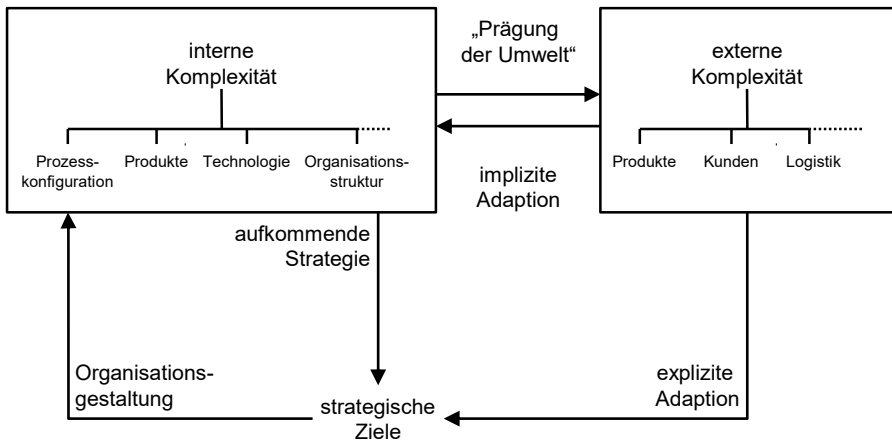 interne
Komplexität
Prozess-
konfiguration
Produkte
Technologie
Organisations-
struktur
„Prägung
der Umwelt“
implizite
Adaption
externe
Komplexität
Produkte
Kunden
Logistik
aufkommende
Strategie
Organisations-
gestaltung
strategische
Ziele
explizite
Adaption